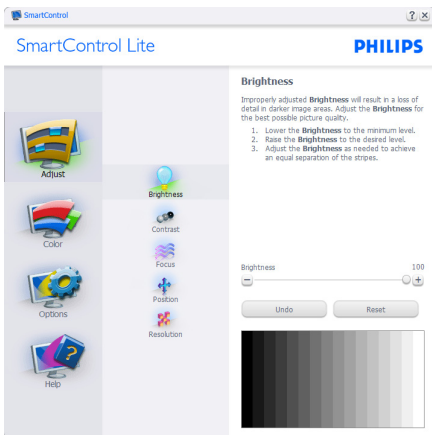 SmartControl
SmartControl Lite
PHILIPS
Adjust
Color
Options
Help
Brightness
Contrast
Focus
Position
Resolution
Brightness
Improperly adjusted Brightness will result in a loss of
detail in darker image areas. Adjust the Brightness for
the best possible picture quality.
1. Lower the Brightness to the minimum level.
2. Raise the Brightness to the desired level.
3. Adjust the Brightness as needed to achieve
an equal separation of the stripes.
Brightness 100
Undo Reset